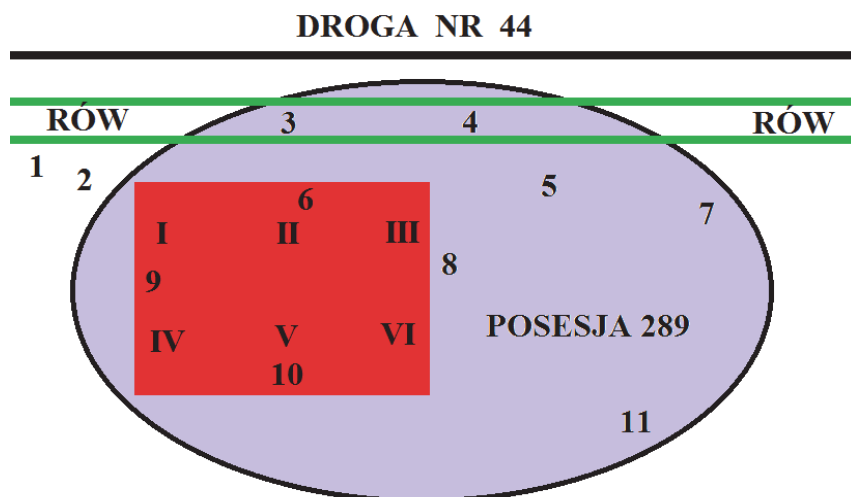 DROGA NR 44
RÓW 3 4 RÓW
1 2 5
6 7
I II III
8
9
POSESJA 289
IV V VI
10
11